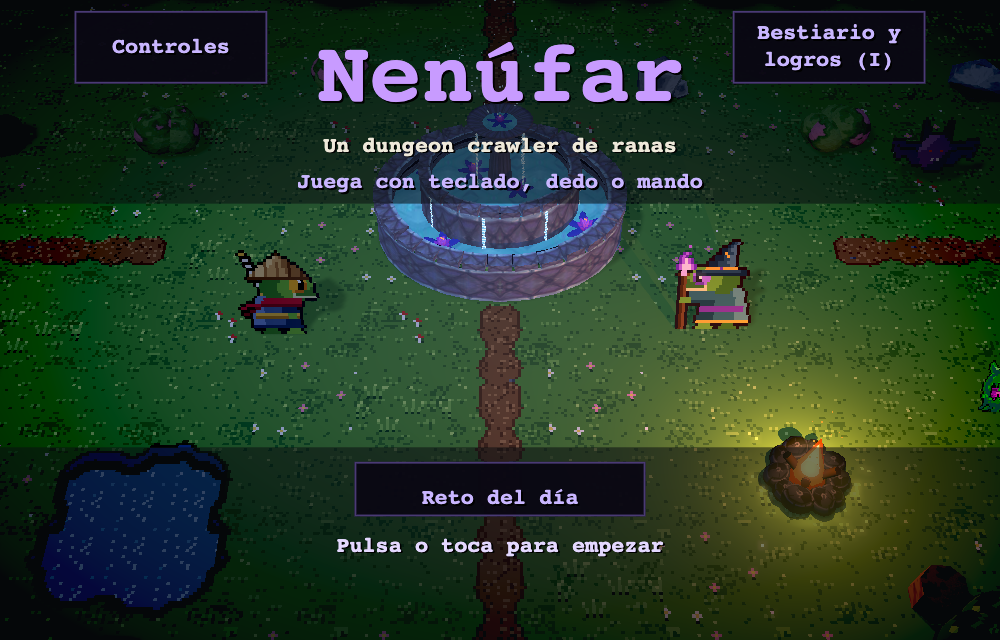 Controles
Nenúfar
Bestiario y
logros (I)
Un dungeon crawler de ranas
Juega con teclado, dedo o mando
Reto del día
Pulsa o toca para empezar